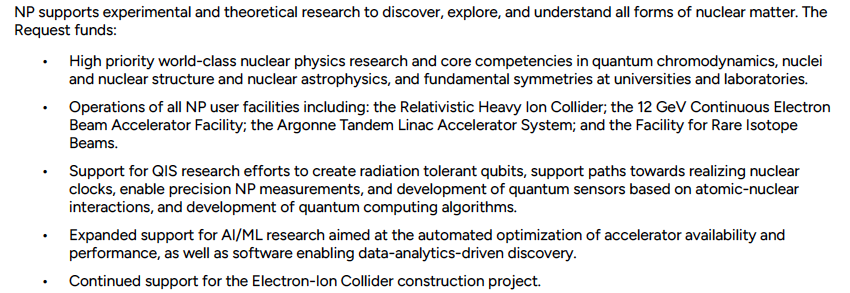 NP supports experimental and theoretical research to discover, explore, and understand all forms of nuclear matter. The
Request funds:
• High priority world-class nuclear physics research and core competencies in quantum chromodynamics, nuclei
and nuclear structure and nuclear astrophysics, and fundamental symmetries at universities and laboratories.
• Operations of all NP user facilities including: the Relativistic Heavy Ion Collider; the 12 GeV Continuous Electron
Beam Accelerator Facility; the Argonne Tandem Linac Accelerator System; and the Facility for Rare Isotope
Beams.
• Support for QIS research efforts to create radiation tolerant qubits, support paths towards realizing nuclear
clocks, enable precision NP measurements, and development of quantum sensors based on atomic-nuclear
interactions, and development of quantum computing algorithms.
• Expanded support for AI/ML research aimed at the automated optimization of accelerator availability and
performance, as well as software enabling data-analytics-driven discovery.
• Continued support for the Electron-Ion Collider construction project.